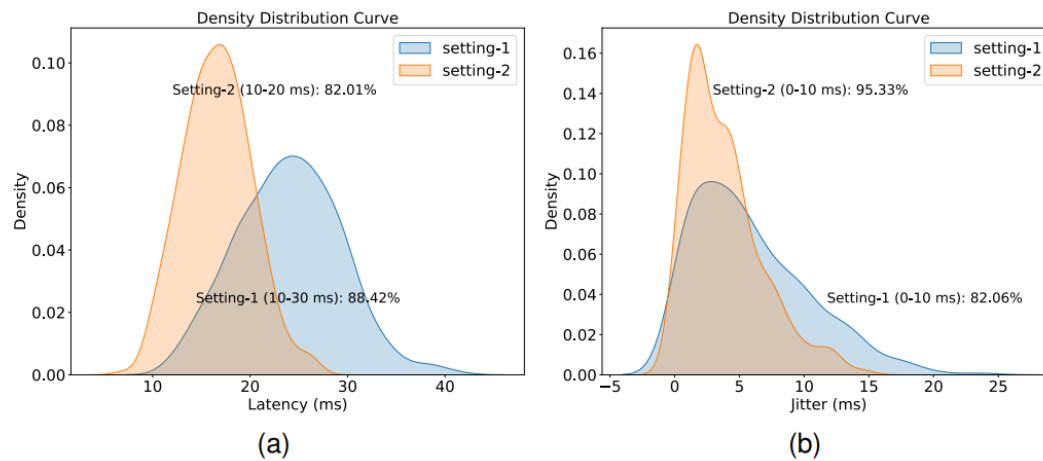 Density Distribution Curve
setting-1
setting-2
Setting-2 (10-20 ms): 82.01%
Setting-1 (10-30 ms): 88.42%
0.10
0.08
0.06
0.04
0.02
0.00
Density
10
20
30
40
Latency (ms)
(a)
Density Distribution Curve
setting-1
setting-2
Setting-2 (0-10 ms): 95.33%
Setting-1 (0-10 ms): 82.06%
0.16
0.14
0.12
0.10
0.08
0.06
0.04
0.02
0.00
Density
−5
0
5
10
15
20
25
Jitter (ms)
(b)